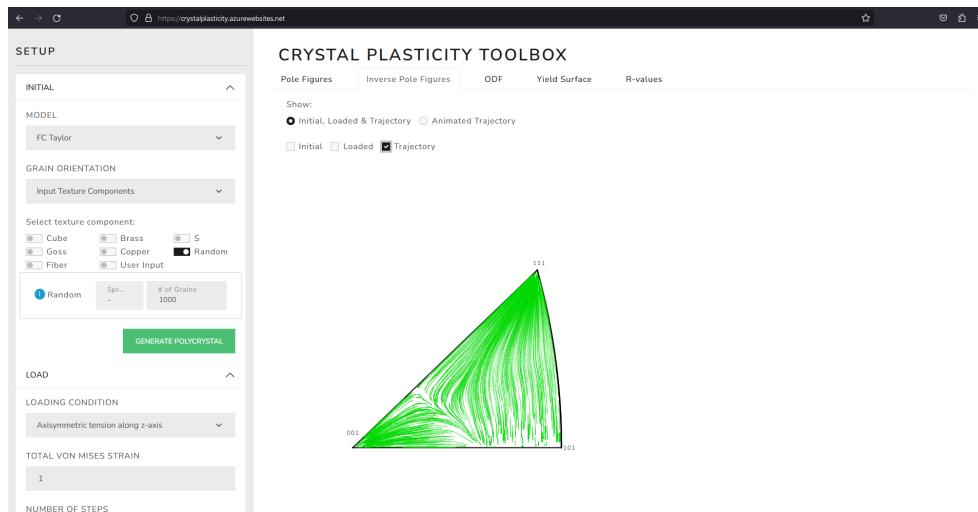 https://crystalplasticity.azurewebsites.net
SETUP
INITIAL
MODEL
FC Taylor
GRAIN ORIENTATION
Input Texture Components
Select texture component:
Cube Brass S
Goss Copper Random
Fiber User Input
Random
Spr...
-
# of Grains
1000
GENERATE POLYCRYSTAL
LOAD
LOADING CONDITION
Axisymmetric tension along z-axis
TOTAL VON MISES STRAIN
1
NUMBER OF STEPS
CRYSTAL PLASTICITY TOOLBOX
Pole Figures Inverse Pole Figures ODF Yield Surface R-values
Show:
Initial, Loaded & Trajectory Animated Trajectory
Initial Loaded Trajectory
111
001
101